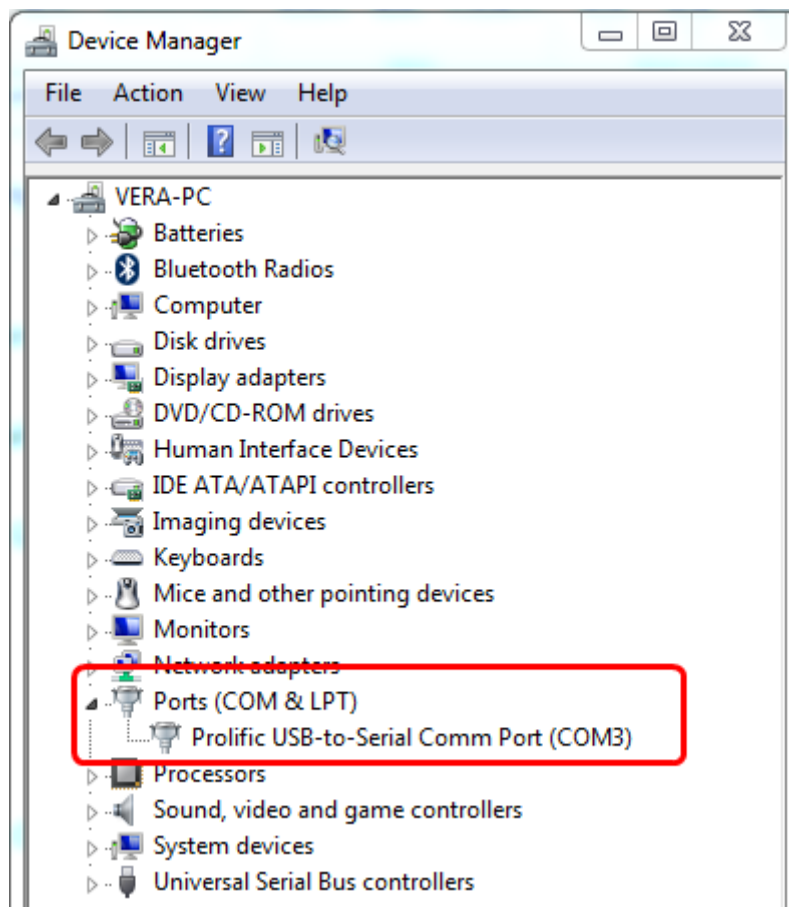 Device Manager
File Action View Help
VERA-PC
Batteries
Bluetooth Radios
Computer
Disk drives
Display adapters
DVD/CD-ROM drives
Human Interface Devices
IDE ATA/ATAPI controllers
Imaging devices
Keyboards
Mice and other pointing devices
Monitors
Network adapters
Ports (COM & LPT)
Prolific USB-to-Serial Comm Port (COM3)
Processors
Sound, video and game controllers
System devices
Universal Serial Bus controllers